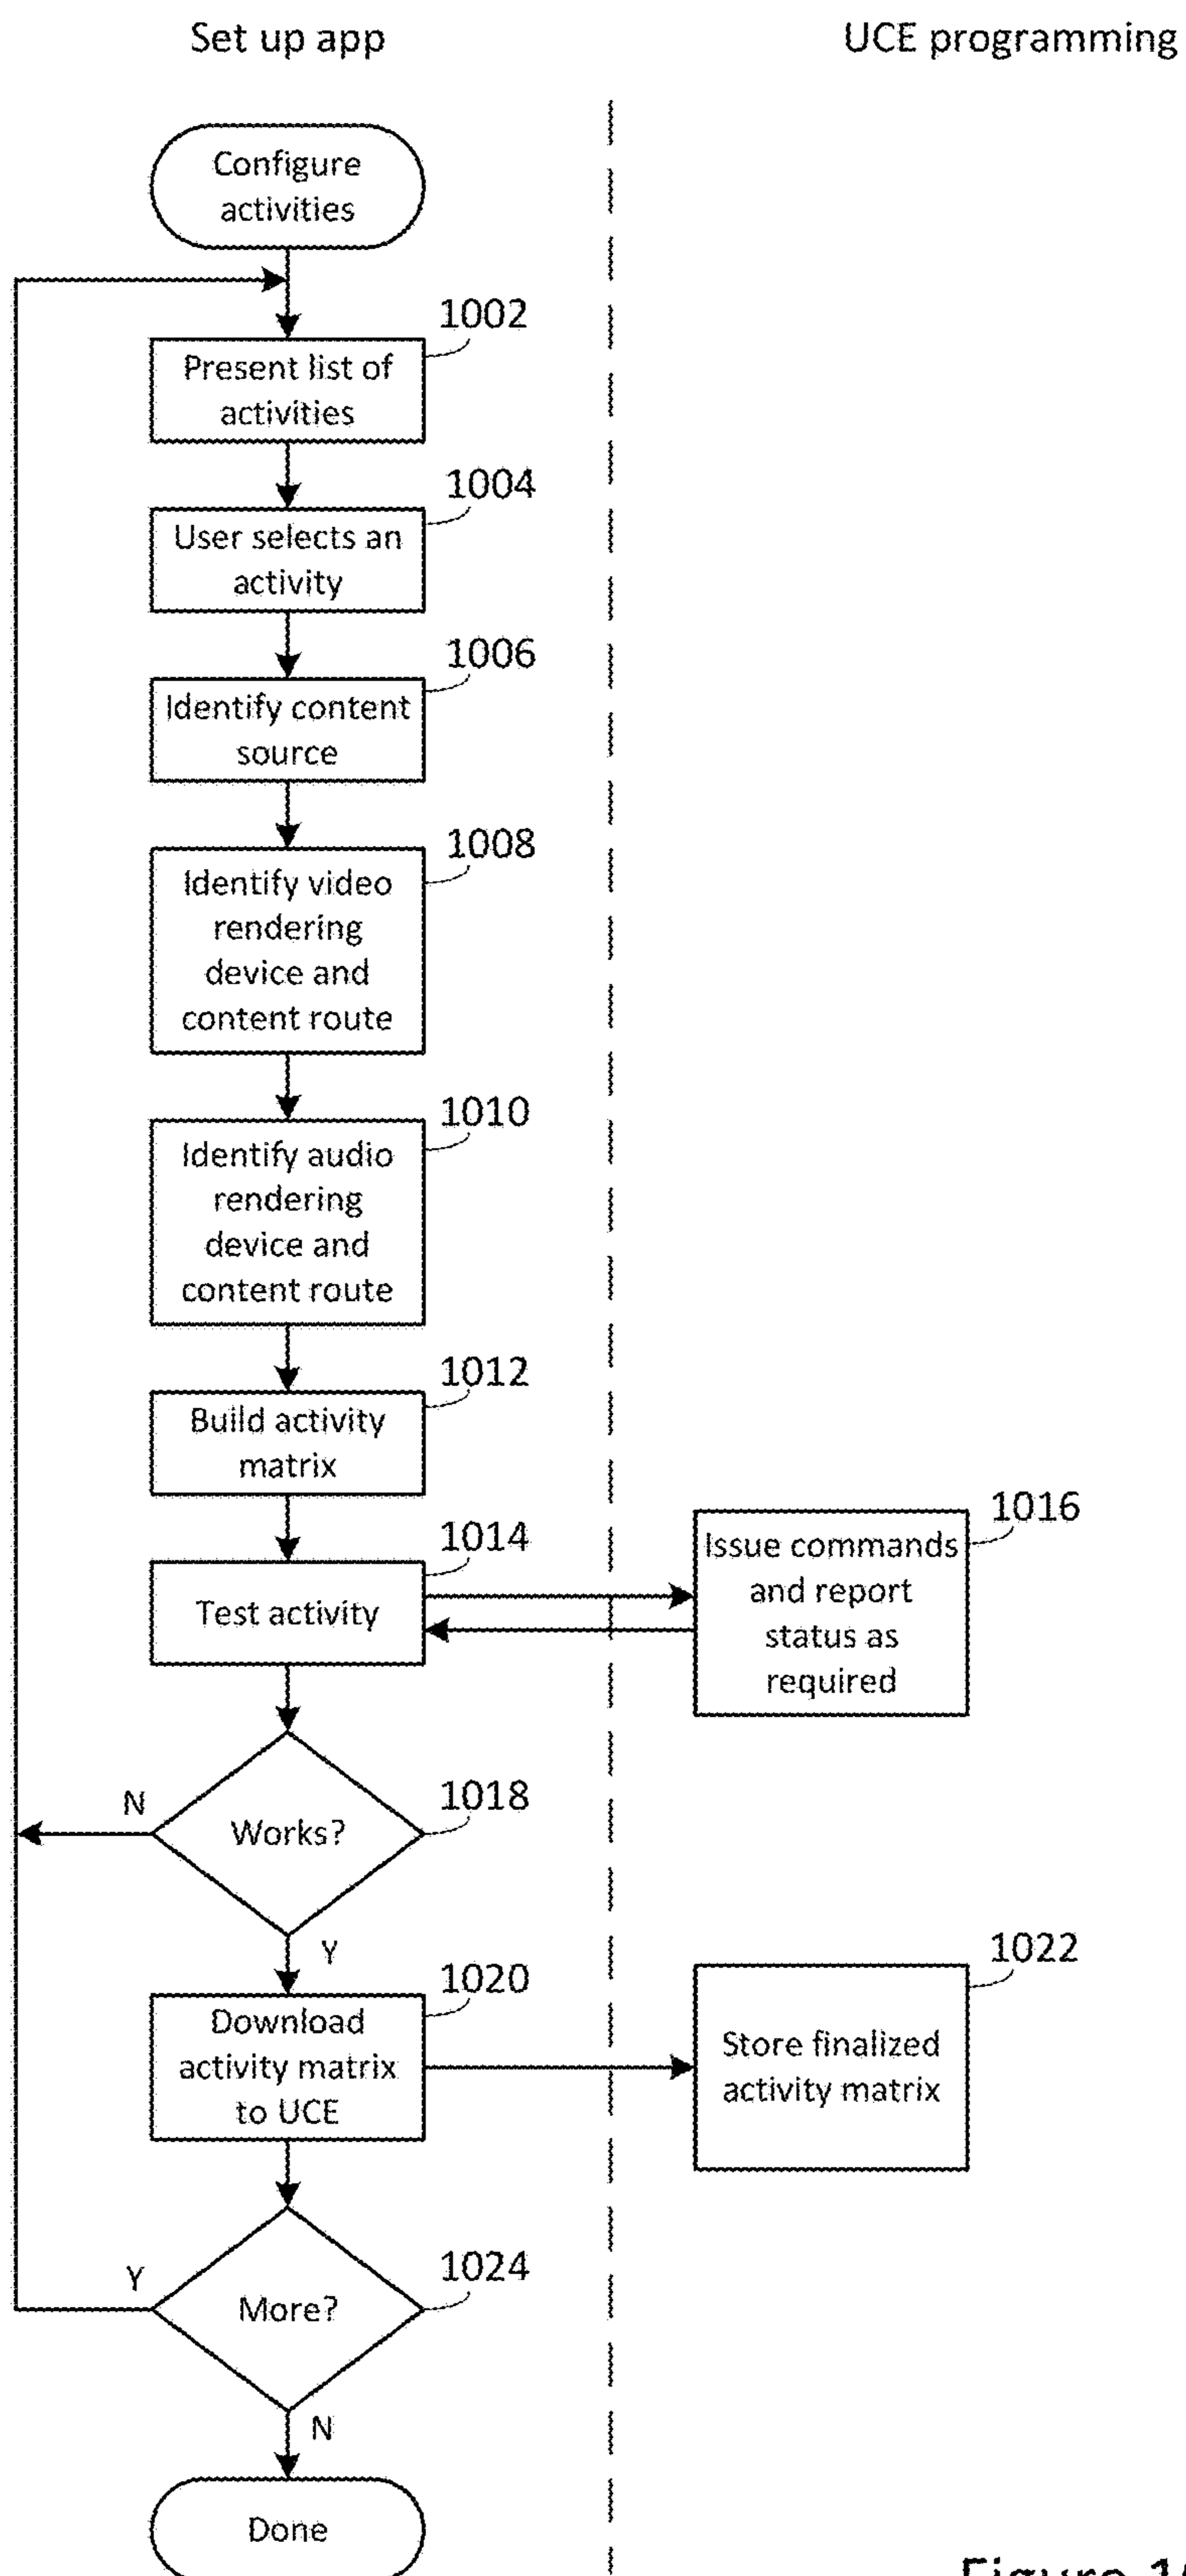 Set up app
UCE programming
Configure
activities
1002
Present list of
activities
1004
User selects an
activity
1006
Identify content
source
1008
Identify video
rendering
device and
content route
1010
Identify audio
rendering
device and
content route
1012
Build activity
matrix
1014
Test activity
1016
Issue commands
and report
status as
required
1018
Works?
N
Y
1020
Download
activity matrix
to UCE
1022
Store finalized
activity matrix
1024
More?
Y
N
Done
Figure